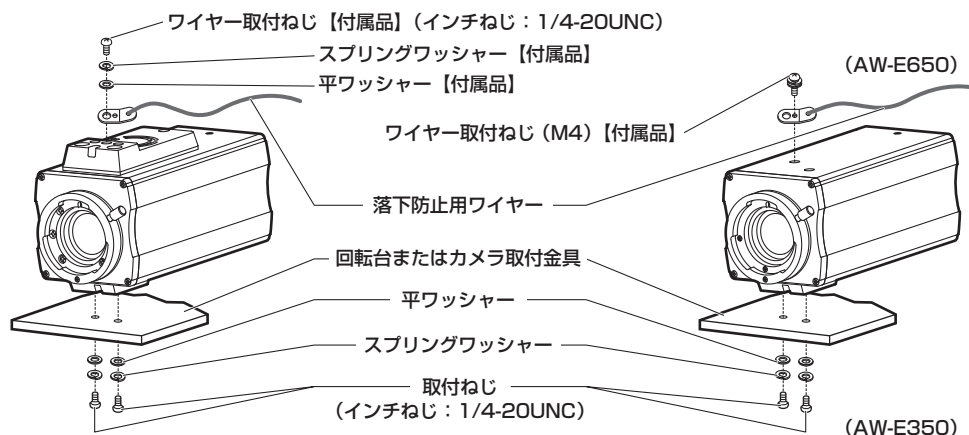 ワイヤー取付ねじ【付属品】(インチねじ：1/4-20UNC)
スプリングワッシャー【付属品】
平ワッシャー【付属品】
(AW-E650)
ワイヤー取付ねじ (M4)【付属品】
落下防止用ワイヤー
回転台またはカメラ取付金具
平ワッシャー
スプリングワッシャー
取付ねじ
(インチねじ：1/4-20UNC)
(AW-E350)